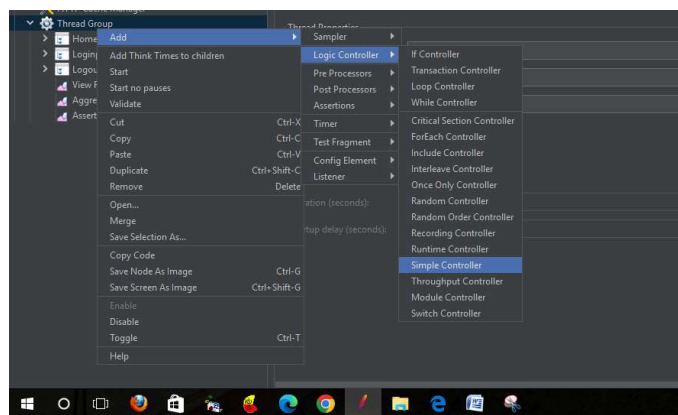 Thread Group
Home
Login
Logou
View R
Aggre
Assert
Add
Add Think Times to children
Start
Start no pauses
Validate
Cut Ctrl-X
Copy Ctrl-C
Paste Ctrl-V
Duplicate Ctrl+Shift-C
Remove Delete
Open...
Merge
Save Selection As...
Copy Code
Save Node As Image Ctrl-G
Save Screen As Image Ctrl+Shift-G
Enable
Disable
Toggle Ctrl-T
Help
Sampler
Logic Controller
Pre Processors
Post Processors
Assertions
Timer
Test Fragment
Config Element
Listener
ration (seconds):
rtup delay (seconds):
If Controller
Transaction Controller
Loop Controller
While Controller
Critical Section Controller
ForEach Controller
Include Controller
Interleave Controller
Once Only Controller
Random Controller
Random Order Controller
Recording Controller
Runtime Controller
Simple Controller
Throughput Controller
Module Controller
Switch Controller